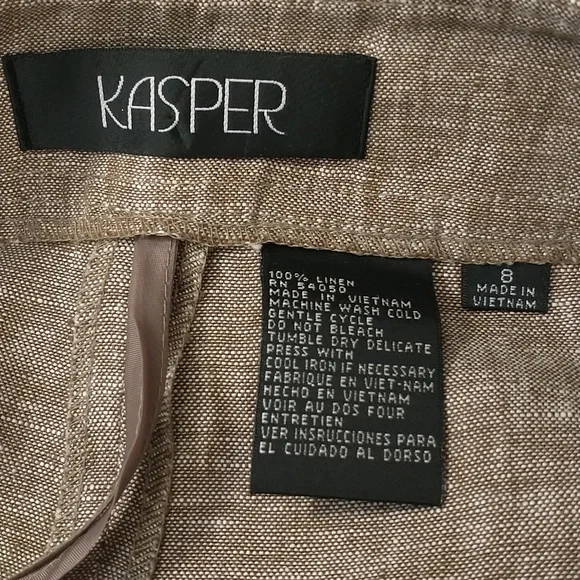 KASPER
100% LINEN
RN 54050
MADE IN VIETNAM
MACHINE WASH COLD
GENTLE CYCLE
DO NOT BLEACH
TUMBLE DRY DELICATE
PRESS WITH
COOL IRON IF NECESSARY
FABRIQUE EN VIET-NAM
HECHO EN VIETNAM
VOIR AU DOS FOUR
ENTRETIEN
VER INSRUCCIONES PARA
EL CUIDADO AL DORSO
8
MADE IN
VIETNAM